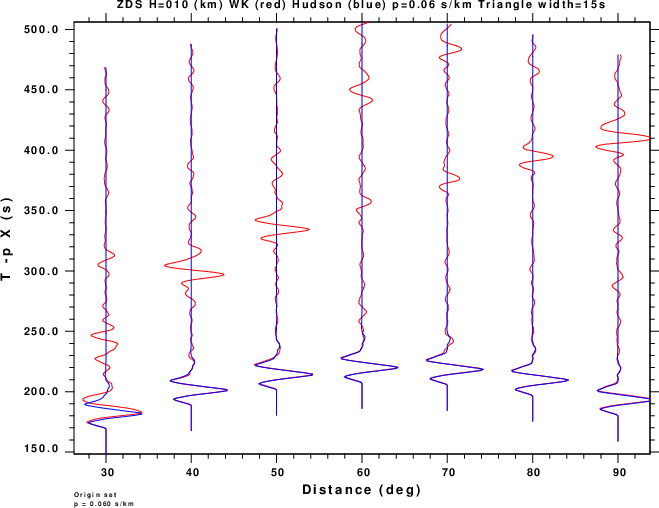 ZDS H=010 (km) WK (red) Hudson (blue) p=0.06 s/km Triangle width=15s
500.0
450.0
400.0
350.0
300.0
250.0
200.0
150.0
T -p X (s)
30 40 50 60 70 80 90
Distance (deg)
Origin set
p = 0.060 s/km